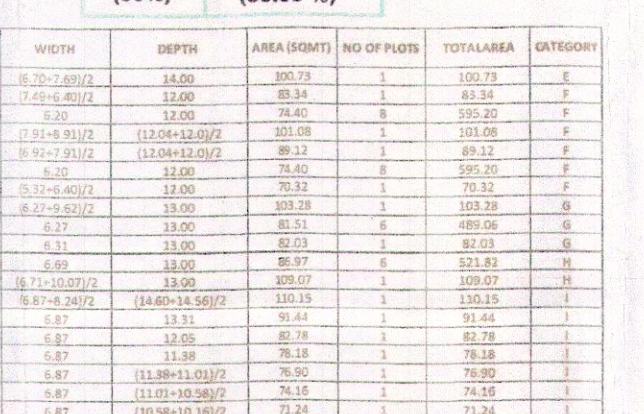 WIDTH DEPTH AREA (SQMT) NO OF PLOTS TOTALAREA CATEGORY
(6.70+7.69)/2 14.00 100.73 1 100.73 E
(7.49+6.40)/2 12.00 83.34 1 83.34 F
6.20 12.00 74.40 8 595.20 F
(7.91+8.91)/2 (12.04+12.0)/2 101.08 1 101.08 F
(6.92+7.91)/2 (12.04+12.0)/2 89.12 1 89.12 F
6.20 12.00 74.40 8 595.20 F
(5.32+6.40)/2 12.00 70.32 1 70.32 F
(6.27+9.62)/2 13.00 103.28 1 103.28 G
6.27 13.00 81.51 6 489.06 G
6.31 13.00 82.03 1 82.03 G
6.69 13.00 86.97 6 521.82 H
(6.71+10.07)/2 13.00 109.07 1 109.07 H
(6.87+8.24)/2 (14.60+14.56)/2 110.15 1 110.15 I
6.87 13.31 91.44 1 91.44 I
6.87 12.05 82.78 1 82.78 I
6.87 11.38 78.18 1 78.18 I
6.87 (11.38+11.01)/2 76.90 1 76.90 I
6.87 (11.01+10.58)/2 74.16 1 74.16 I
6.87 (10.58+10.16)/2 71.24 1 71.24 I